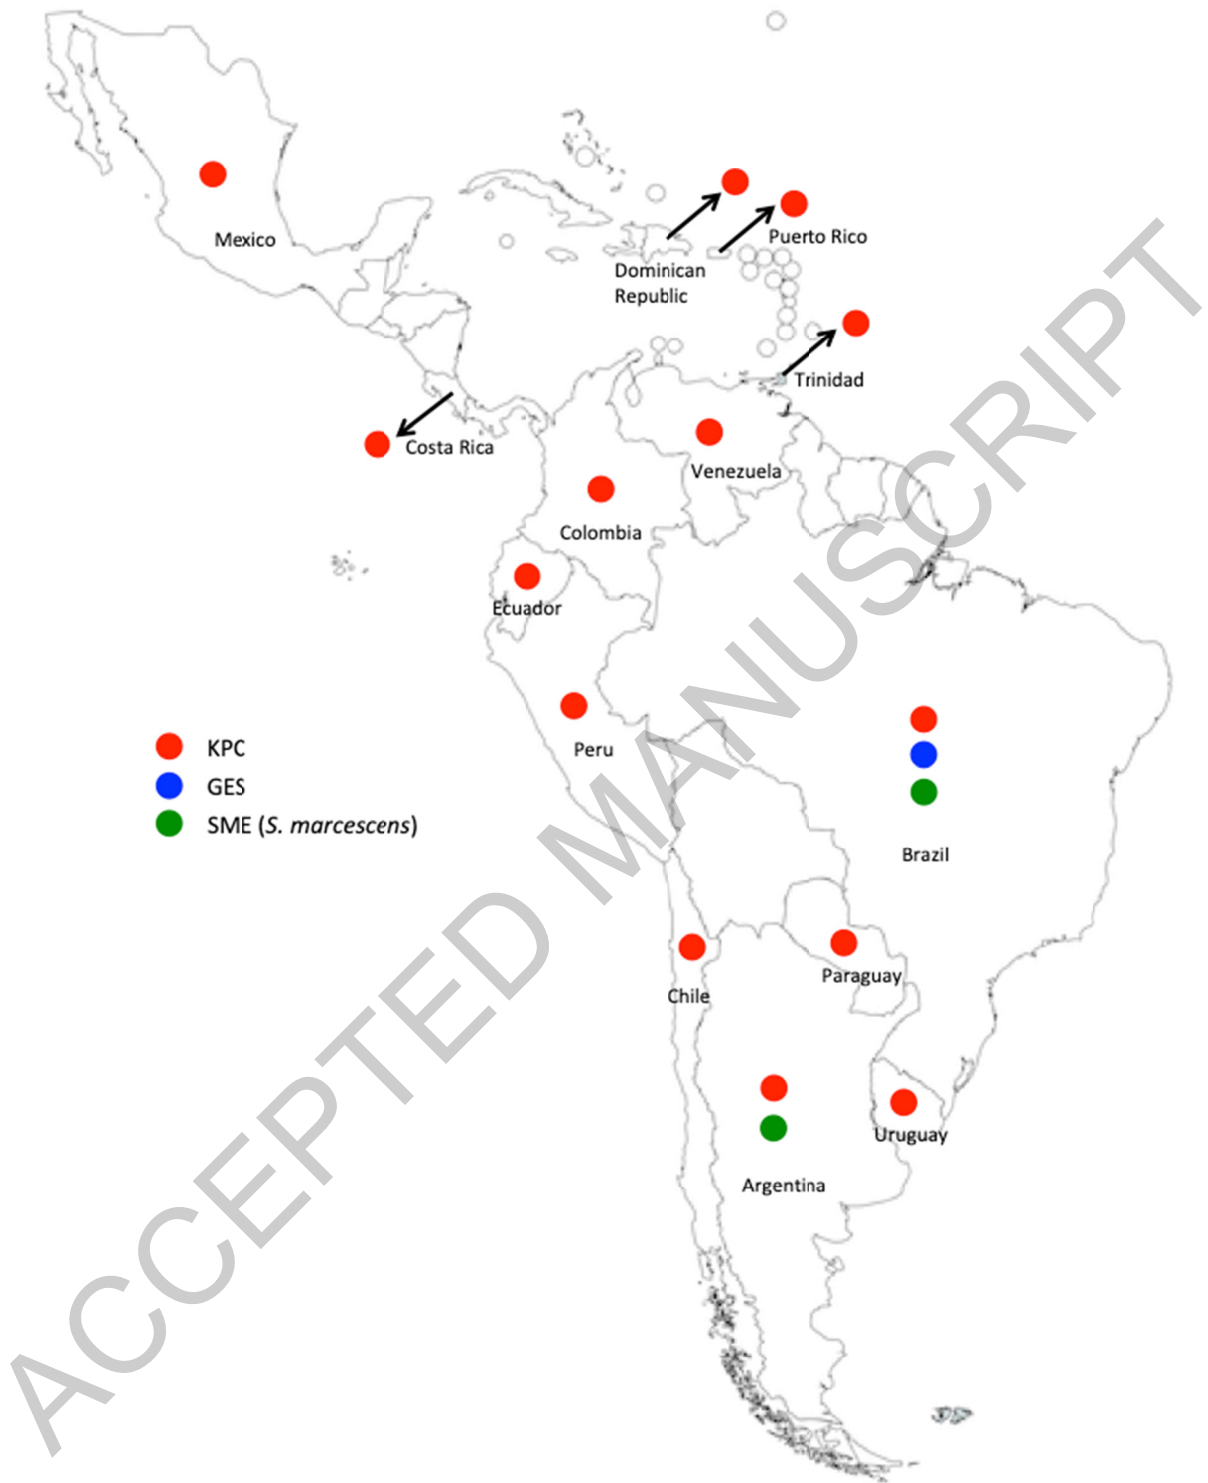 Mexico
Puerto Rico
Dominican
Republic
Trinidad
Costa Rica
Venezuela
Colombia
Ecuador
Peru
KPC
GES
SME (S. marcescens)
Brazil
Paraguay
Chile
Uruguay
Argentina
ACCEPTED MANUSCRIPT